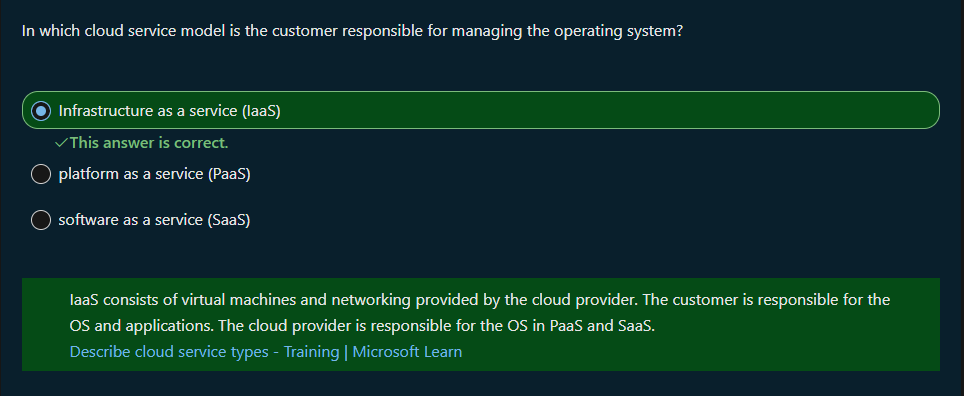 In which cloud service model is the customer responsible for managing the operating system?
Infrastructure as a service (IaaS)
✓This answer is correct.
platform as a service (PaaS)
software as a service (SaaS)
IaaS consists of virtual machines and networking provided by the cloud provider. The customer is responsible for the
OS and applications. The cloud provider is responsible for the OS in PaaS and SaaS.
Describe cloud service types - Training | Microsoft Learn